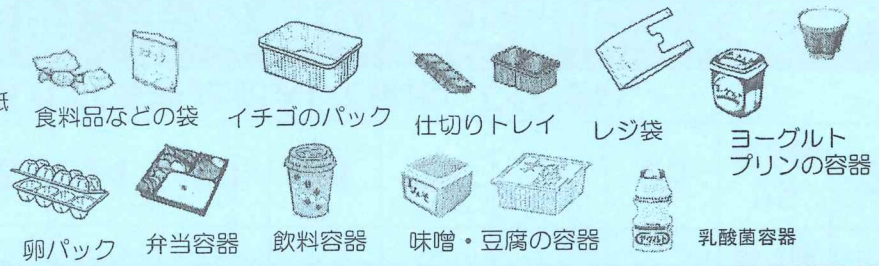 食料品などの袋
イチゴのパック
仕切りトレイ
レジ袋
ヨーグルト
プリンの容器
卵パック
弁当容器
飲料容器
味噌・豆腐の容器
乳酸菌容器